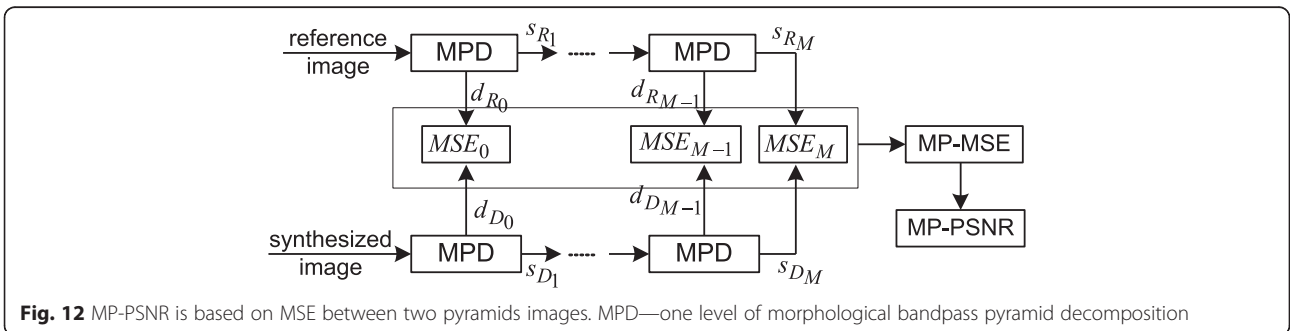 reference image
MPD
s_{R_1}
MPD
s_{R_M}
d_{R_0}
d_{R_{M-1}}
MSE_0
MSE_{M-1}
MSE_M
MP-MSE
d_{D_0}
d_{D_{M-1}}
MP-PSNR
synthesized image
MPD
s_{D_1}
MPD
s_{D_M}
Fig. 12 MP-PSNR is based on MSE between two pyramids images. MPD—one level of morphological bandpass pyramid decomposition